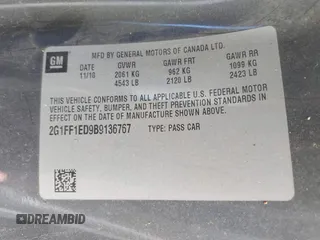 GM
MFD BY GENERAL MOTORS OF CANADA LTD.
DATE GVWR GAWR FRT GAWR RR
11/10 2061 KG 962 KG 1099 KG
4543 LB 2120 LB 2423 LB
THIS VEHICLE CONFORMS TO ALL APPLICABLE U.S. FEDERAL MOTOR
VEHICLE SAFETY, BUMPER, AND THEFT PREVENTION STANDARDS
IN EFFECT ON THE DATE OF MANUFACTURE SHOWN ABOVE.
2G1FF1ED9B9136767 TYPE: PASS CAR
DREAMBID